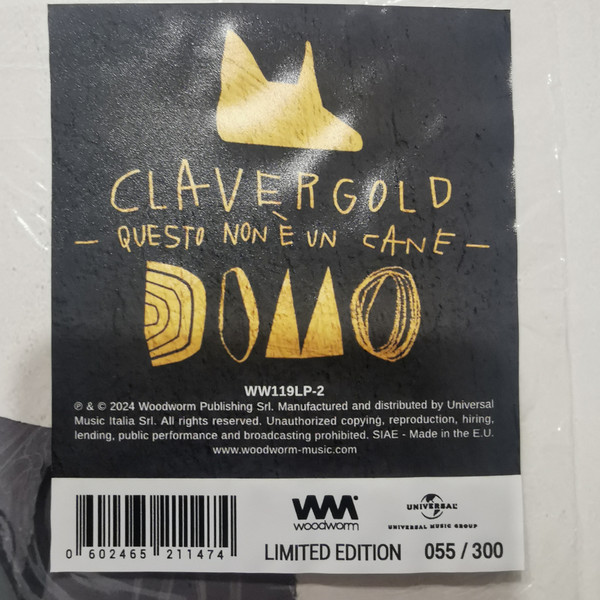 CLAVERGOLD
— QUESTO NON È UN CANE —
DOMO
WW119LP-2
℗ & © 2024 Woodworm Publishing Srl. Manufactured and distributed by Universal
Music Italia Srl. All rights reserved. Unauthorized copying, reproduction, hiring,
lending, public performance and broadcasting prohibited. SIAE - Made in the E.U.
www.woodworm-music.com
WM
woodworm
UNIVERSAL
UNIVERSAL MUSIC GROUP
0 602465 211474
LIMITED EDITION 055 / 300